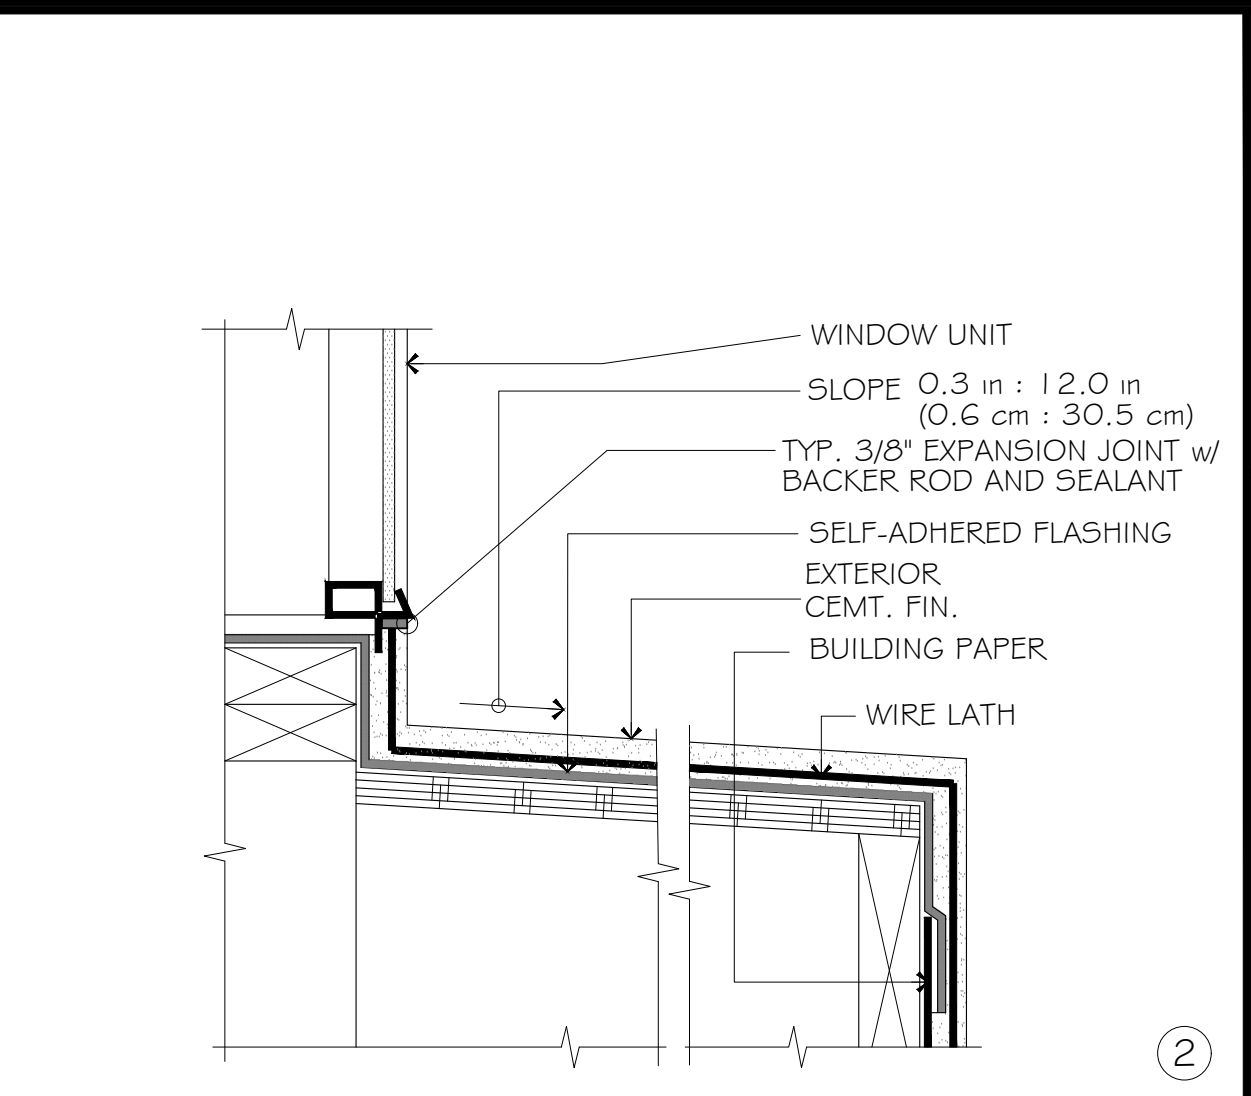 WINDOW UNIT
SLOPE 0.3 in : 12.0 in
(0.6 cm : 30.5 cm)
TYP. 3/8" EXPANSION JOINT w/
BACKER ROD AND SEALANT
SELF-ADHERED FLASHING
EXTERIOR
CEMT. FIN.
BUILDING PAPER
WIRE LATH
2